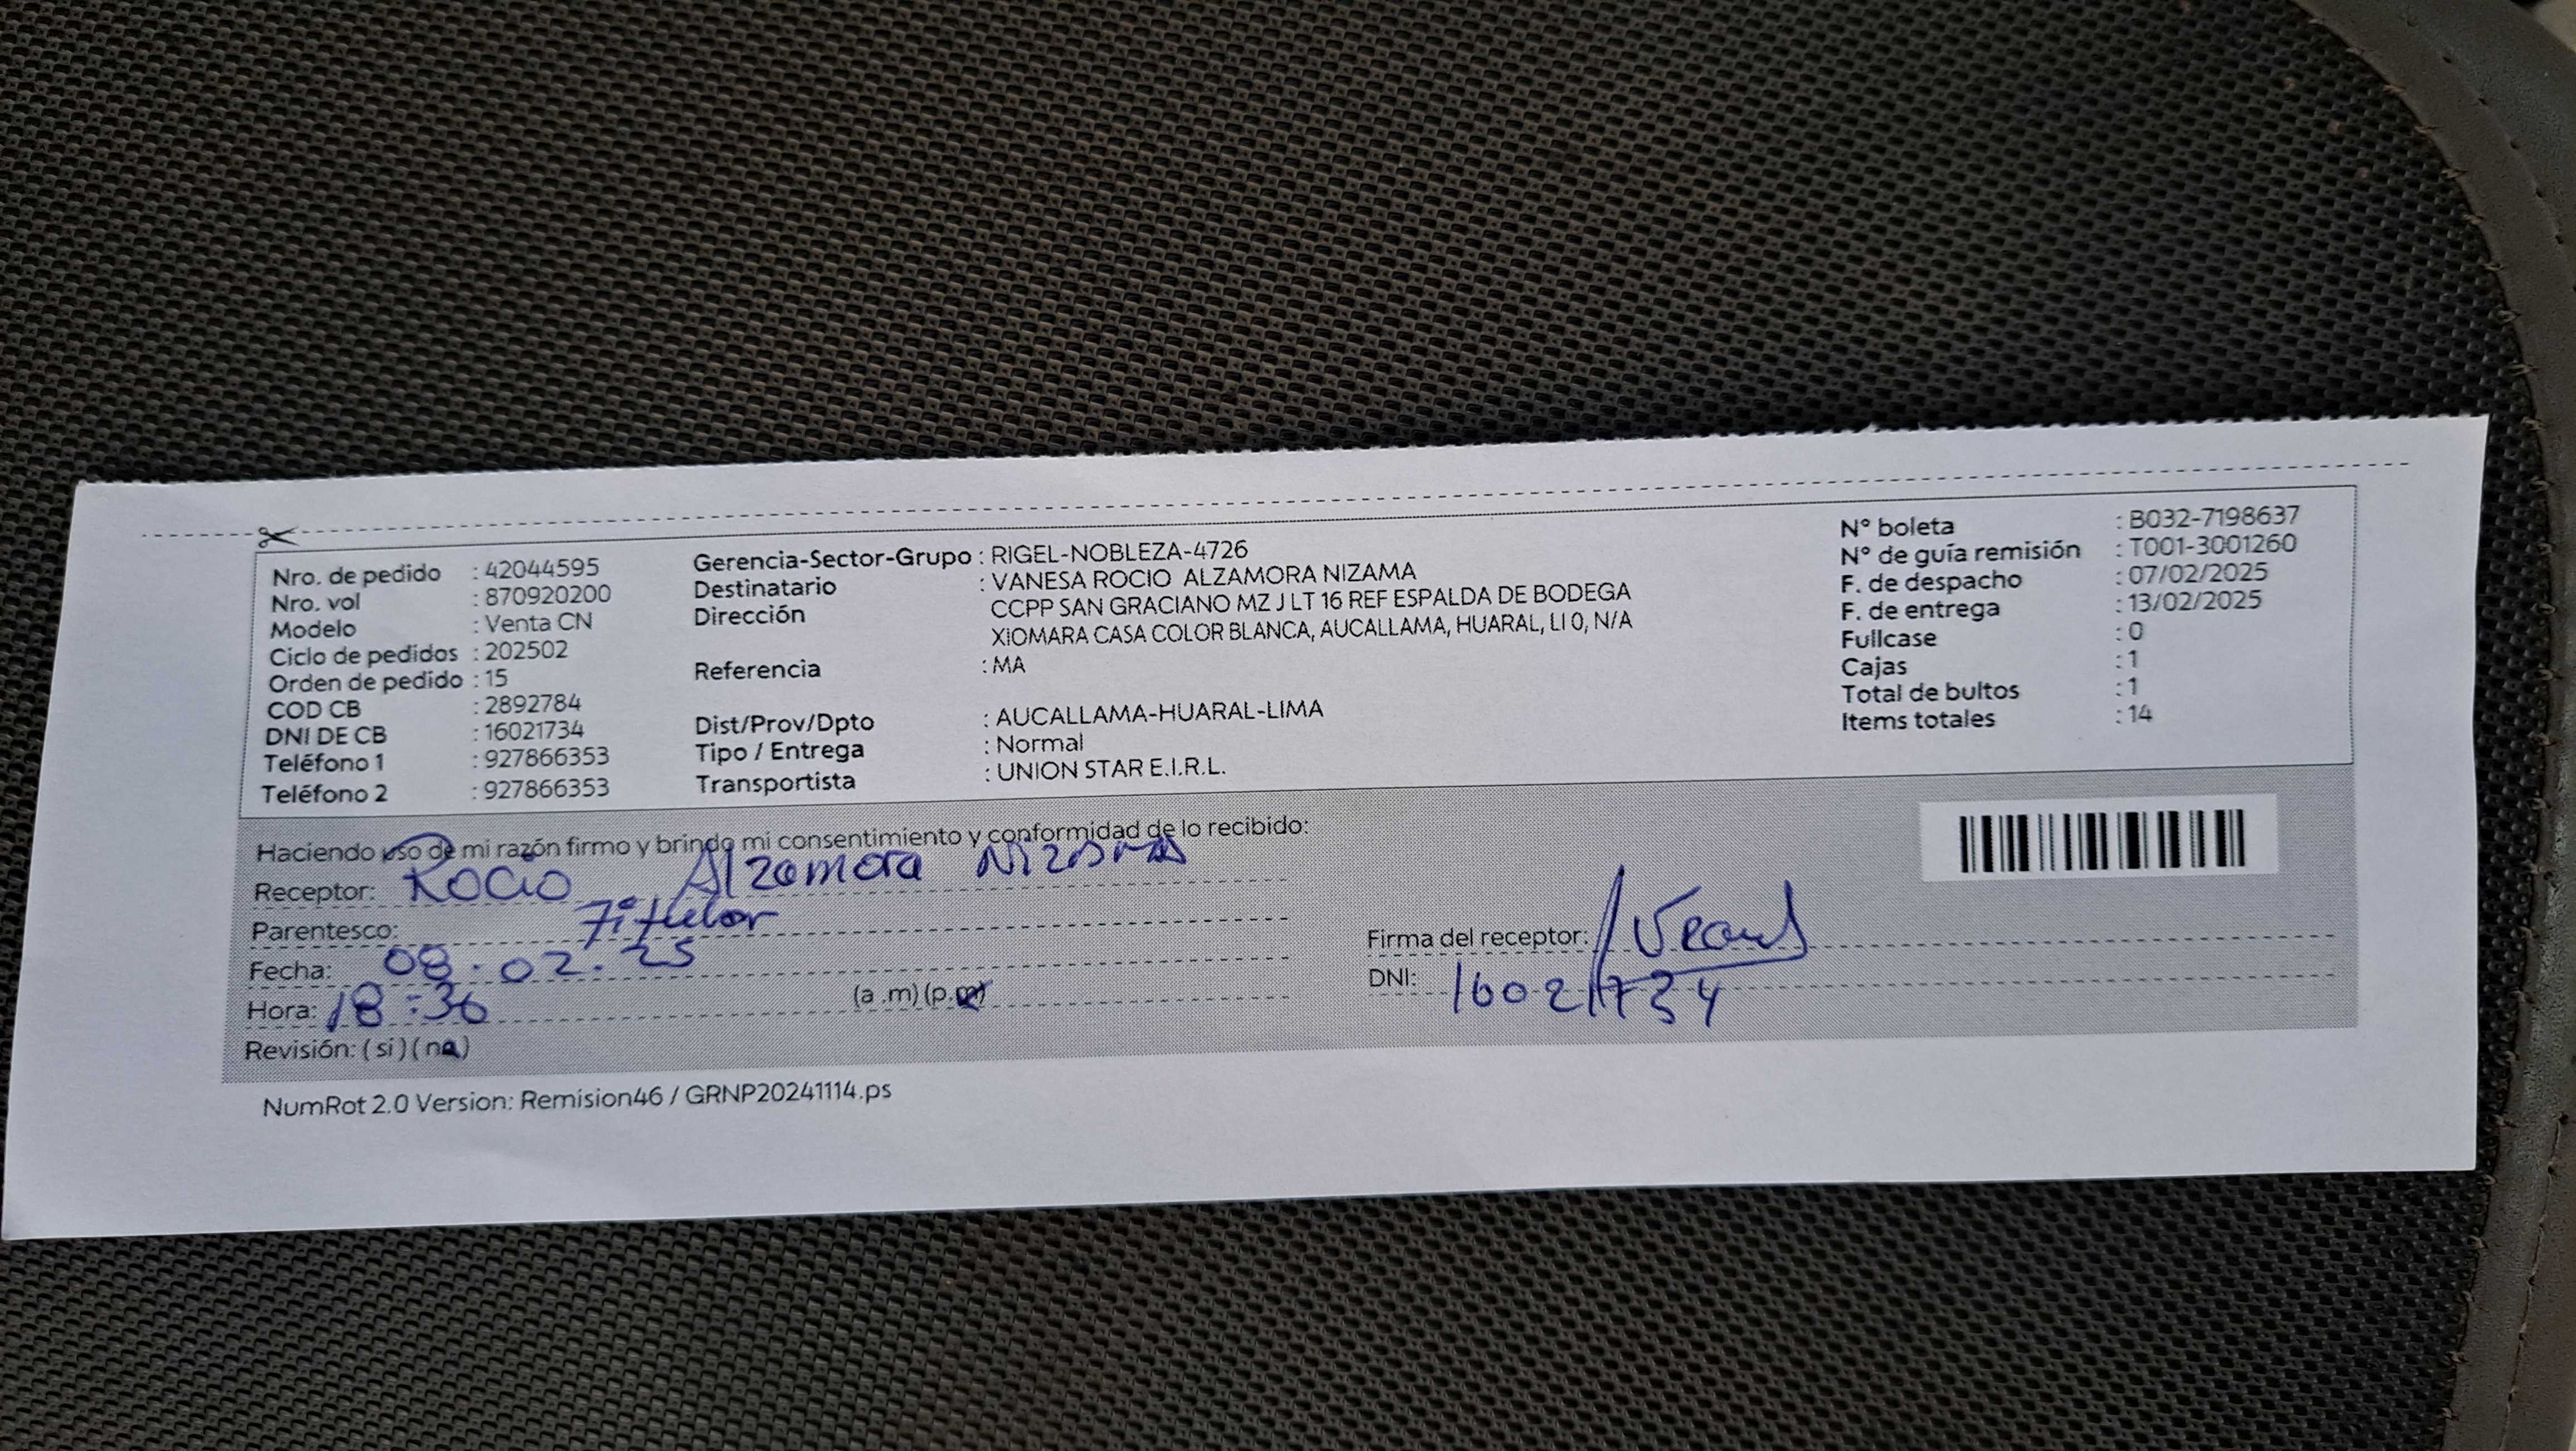 Nro. de pedido : 42044595
Nro. vol : 870920200
Modelo : Venta CN
Ciclo de pedidos : 202502
Orden de pedido : 15
COD CB : 2892784
DNI DE CB : 16021734
Teléfono 1 : 927866353
Teléfono 2 : 927866353
Gerencia-Sector-Grupo : RIGEL-NOBLEZA-4726
Destinatario : VANESA ROCIO ALZAMORA NIZAMA
Dirección CCPP SAN GRACIANO MZ J LT 16 REF ESPALDA DE BODEGA
XIOMARA CASA COLOR BLANCA, AUCALLAMA, HUARAL, LI 0, N/A
Referencia : MA
Dist/Prov/Dpto : AUCALLAMA-HUARAL-LIMA
Tipo / Entrega : Normal
Transportista : UNION STAR E.I.R.L.
N° boleta : B032-7198637
N° de guía remisión : T001-3001260
F. de despacho : 07/02/2025
F. de entrega : 13/02/2025
Fullcase : 0
Cajas : 1
Total de bultos : 1
Items totales : 14
Haciendo uso de mi razón firmo y brindo mi consentimiento y conformidad de lo recibido:
Receptor: Rocio Alzamora Nizama
Parentesco: Titular
Fecha: 08.02.25
Hora: 18:36 (a .m) (p.m)
Revisión: ( si ) ( no )
Firma del receptor:
DNI: 16021734
NumRot 2.0 Version: Remision46 / GRNP20241114.ps